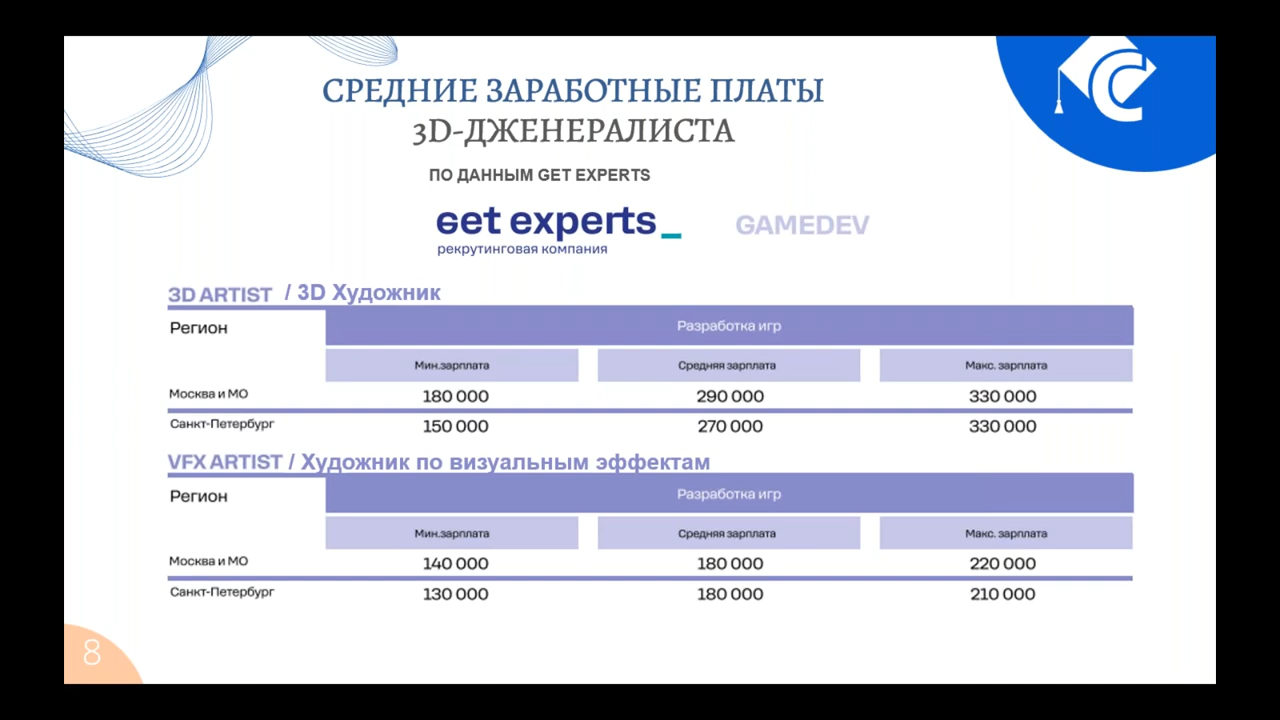 СРЕДНИЕ ЗАРАБОТНЫЕ ПЛАТЫ
3D-ДЖЕНЕРАЛИСТА
ПО ДАННЫМ GET EXPERTS
get experts_
GAMEDEV
рекрутинговая компания
3D ARTIST / 3D Художник
Регион Разработка игр
Мин.зарплата Средняя зарплата Макс. зарплата
Москва и МО 180 000 290 000 330 000
Санкт-Петербург 150 000 270 000 330 000
VFX ARTIST / Художник по визуальным эффектам
Регион Разработка игр
Мин.зарплата Средняя зарплата Макс. зарплата
Москва и МО 140 000 180 000 220 000
Санкт-Петербург 130 000 180 000 210 000
8